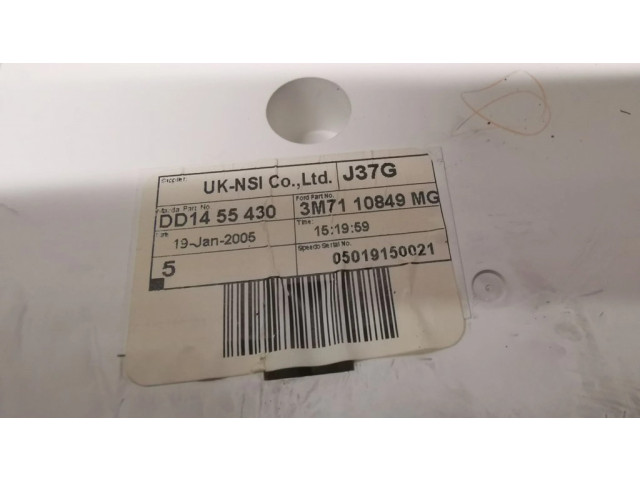 Supplier:
UK-NSI Co.,Ltd. J37G
Mazda Part No. Ford Part No.
DD14 55 430 3M71 10849 MG
Date Time:
19-Jan-2005 15:19:59
Speedo Serial No.
5 05019150021